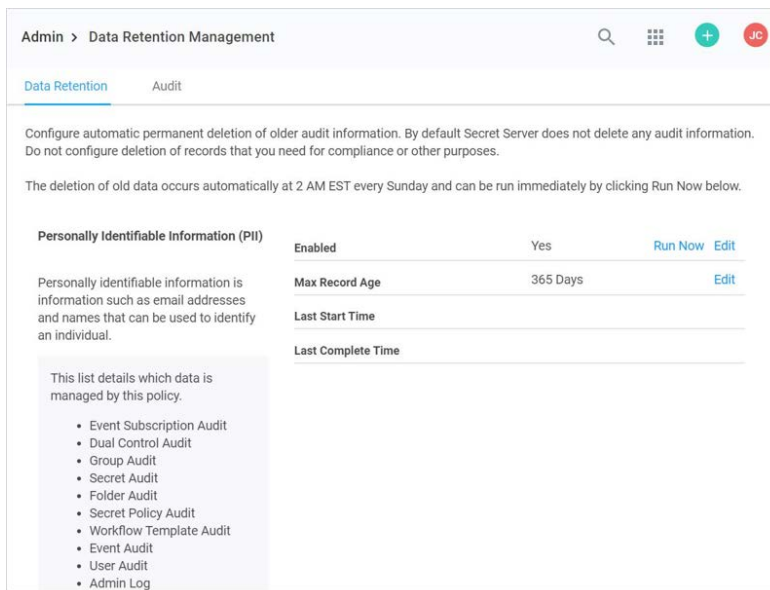 Admin > Data Retention Management
+
JC
Data Retention Audit
Configure automatic permanent deletion of older audit information. By default Secret Server does not delete any audit information.
Do not configure deletion of records that you need for compliance or other purposes.
The deletion of old data occurs automatically at 2 AM EST every Sunday and can be run immediately by clicking Run Now below.
Personally Identifiable Information (PII)
Personally identifiable information is
information such as email addresses
and names that can be used to identify
an individual.
This list details which data is
managed by this policy.
• Event Subscription Audit
• Dual Control Audit
• Group Audit
• Secret Audit
• Folder Audit
• Secret Policy Audit
• Workflow Template Audit
• Event Audit
• User Audit
• Admin Log
Enabled Yes Run Now Edit
Max Record Age 365 Days Edit
Last Start Time
Last Complete Time